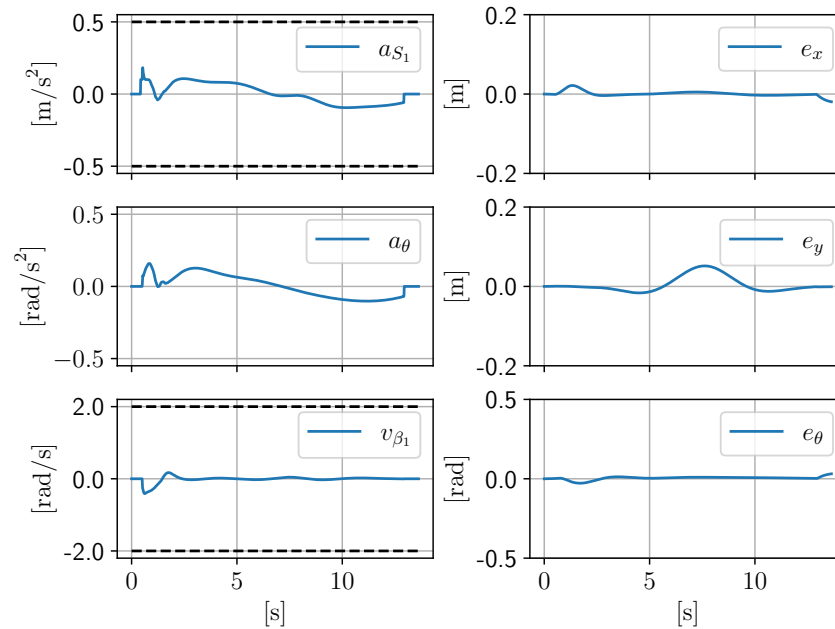 0.5
0.0
-0.5
[m/s²]
a_{S_1}
0.2
0.0
-0.2
[m]
e_x
0.5
0.0
−0.5
[rad/s²]
a_θ
0.2
0.0
-0.2
[m]
e_y
2.0
0.0
-2.0
[rad/s]
v_{β_1}
0 5 10
[s]
0.5
0.0
-0.5
[rad]
e_θ
0 5 10
[s]